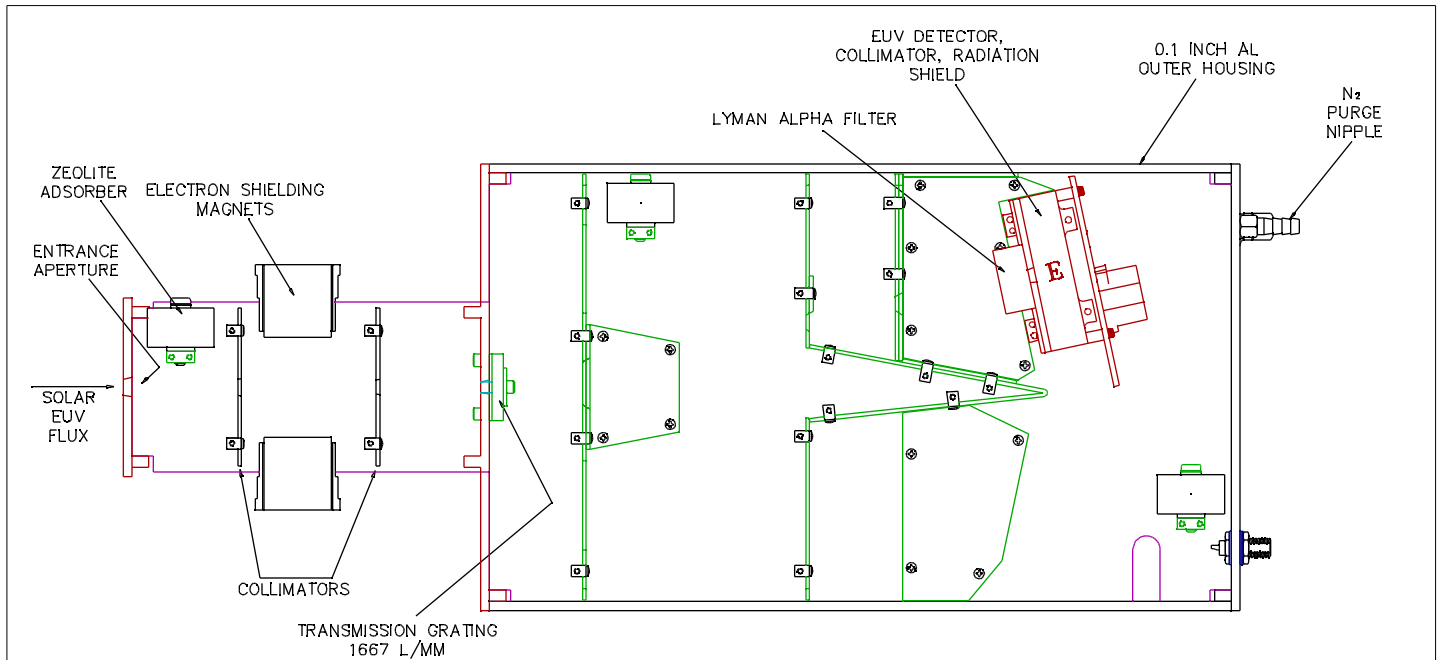 EUV DETECTOR,
COLLIMATOR, RADIATION
SHIELD
0.1 INCH AL
OUTER HOUSING
N₂
PURGE
NIPPLE
LYMAN ALPHA FILTER
ZEOLITE
ADSORBER
ELECTRON SHIELDING
MAGNETS
ENTRANCE
APERTURE
E
SOLAR
EUV
FLUX
COLLIMATORS
TRANSMISSION GRATING
1667 L/MM